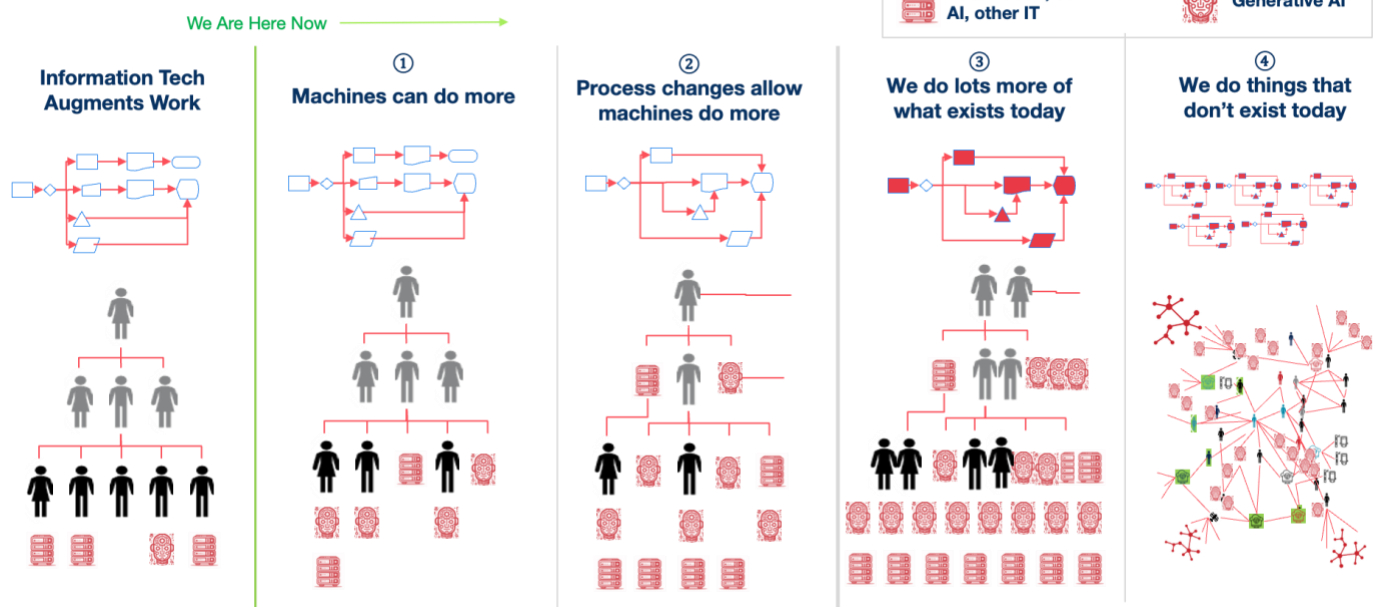 We Are Here Now
AI, other IT
Generative AI
Information Tech
Augments Work
①
Machines can do more
②
Process changes allow
machines do more
③
We do lots more of
what exists today
④
We do things that
don’t exist today